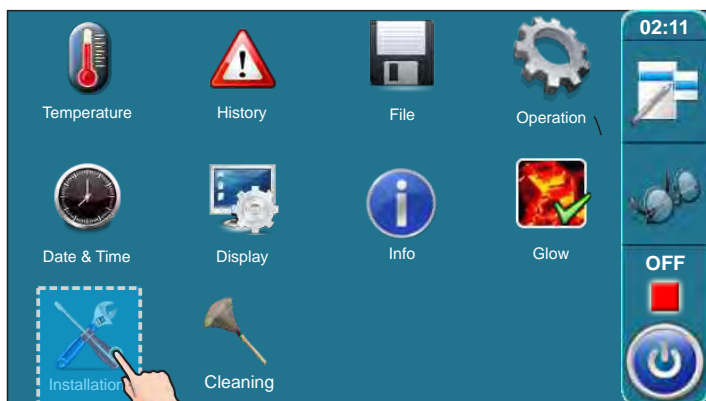 02:11
Temperature
History
File
Operation
Date & Time
Display
Info
Glow
OFF
Installation
Cleaning